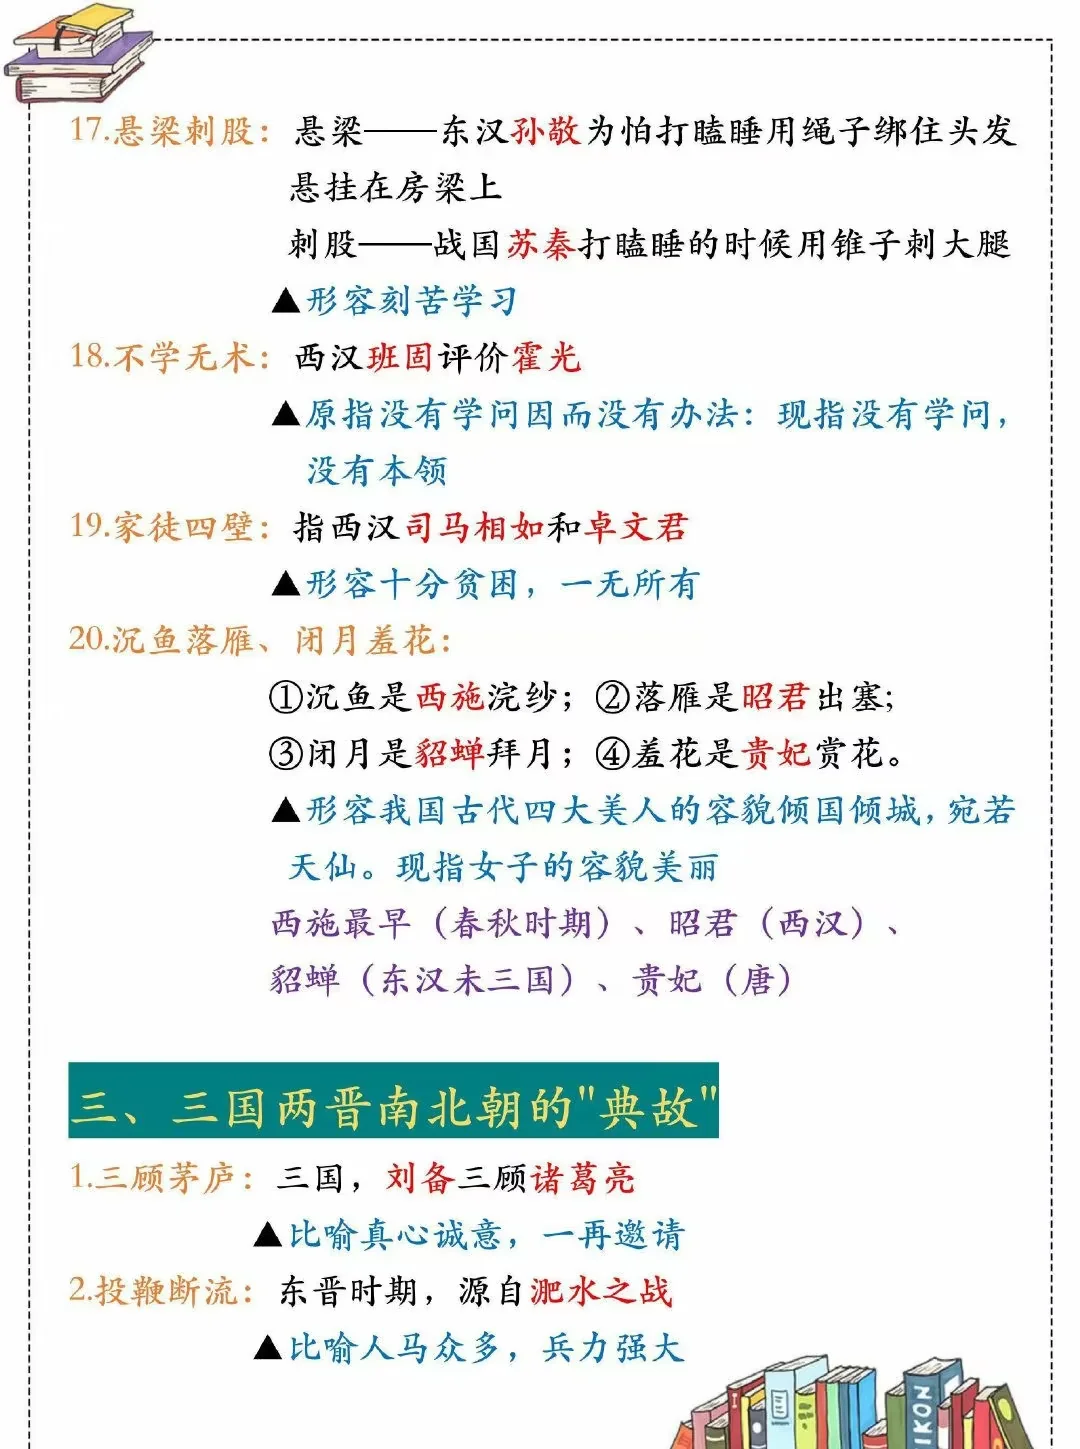 17.悬梁刺股：悬梁——东汉孙敬为怕打瞌睡用绳子绑住头发
悬挂在房梁上
刺股——战国苏秦打瞌睡的时候用锥子刺大腿
▲形容刻苦学习
18.不学无术：西汉班固评价霍光
▲原指没有学问因而没有办法：现指没有学问，
没有本领
19.家徒四壁：指西汉司马相如和卓文君
▲形容十分贫困，一无所有
20.沉鱼落雁、闭月羞花：
①沉鱼是西施浣纱；②落雁是昭君出塞;
③闭月是貂蝉拜月；④羞花是贵妃赏花。
▲形容我国古代四大美人的容貌倾国倾城，宛若
天仙。现指女子的容貌美丽
西施最早（春秋时期）、昭君（西汉）、
貂蝉（东汉未三国）、贵妃（唐）
三、三国两晋南北朝的"典故"
1.三顾茅庐：三国，刘备三顾诸葛亮
▲比喻真心诚意，一再邀请
2.投鞭断流：东晋时期，源自淝水之战
▲比喻人马众多，兵力强大
IKON